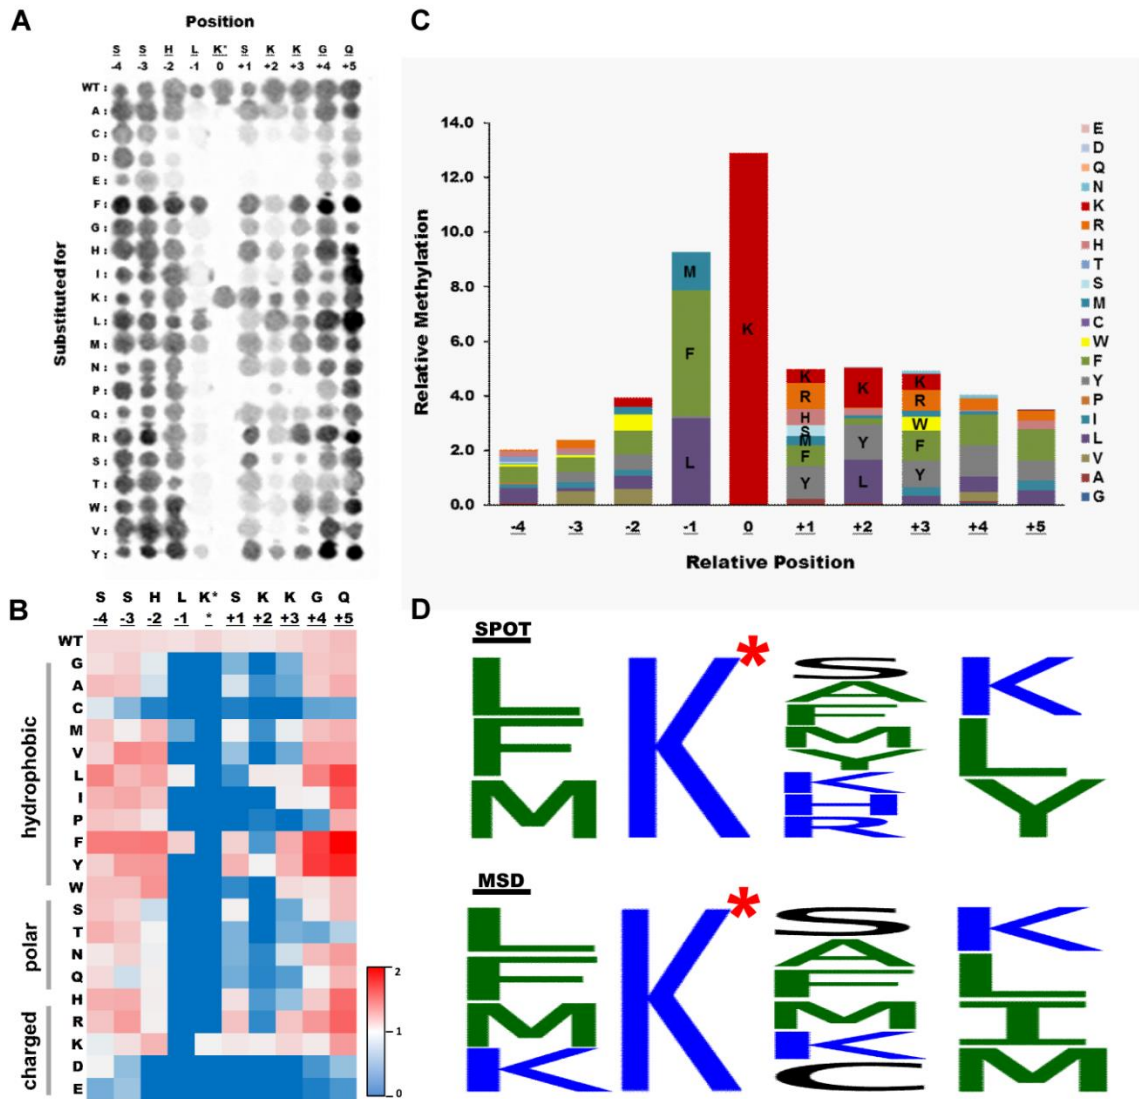 A
Position
S S H L K* S K K G Q
-4 -3 -2 -1 0 +1 +2 +3 +4 +5
Substituted for
WT :
A :
C :
D :
E :
F :
G :
H :
I :
K :
L :
M :
N :
P :
Q :
R :
S :
T :
W :
V :
Y :
B
S S H L K* S K K G Q
-4 -3 -2 -1 * +1 +2 +3 +4 +5
WT
hydrophobic
G
A
C
M
V
L
I
P
F
Y
W
polar
S
T
N
Q
charged
H
R
K
D
E
2
1
0
C
Relative Methylation
14.0
12.0
10.0
8.0
6.0
4.0
2.0
0.0
M
F
L
K
K
R
H
S
M
F
Y
K
Y
L
K
R
W
F
Y
-4 -3 -2 -1 0 +1 +2 +3 +4 +5
Relative Position
E
D
Q
N
K
R
H
T
S
M
C
W
F
Y
P
I
L
V
A
G
D
SPOT
L
F
M
K*
S
A
F
M
Y
K
H
R
K
L
Y
MSD
L
F
M
K
K*
S
A
F
M
K
C
K
L
I
M